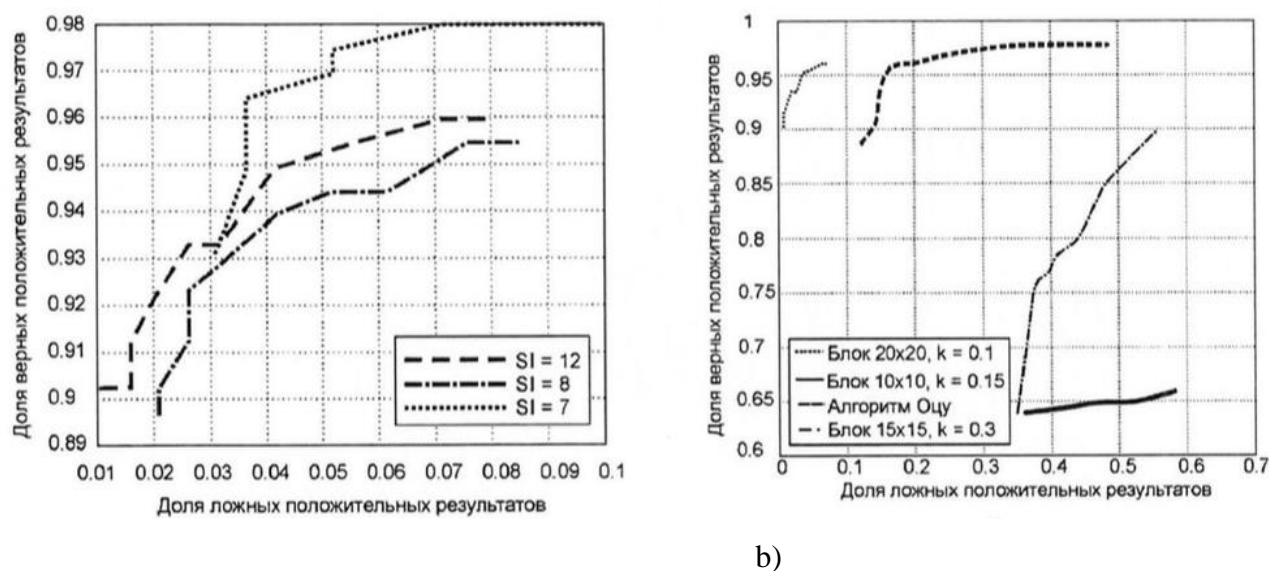 Доля верных положительных результатов
0.98
0.97
0.96
0.95
0.94
0.93
0.92
0.91
0.9
0.89
SI = 12
SI = 8
SI = 7
0.01 0.02 0.03 0.04 0.05 0.06 0.07 0.08 0.09 0.1
Доля ложных положительных результатов
Доля верных положительных результатов
1
0.95
0.9
0.85
0.8
0.75
0.7
0.65
0.6
Блок 20x20, k = 0.1
Блок 10x10, k = 0.15
Алгоритм Оцу
Блок 15x15, k = 0.3
0 0.1 0.2 0.3 0.4 0.5 0.6 0.7
Доля ложных положительных результатов
b)